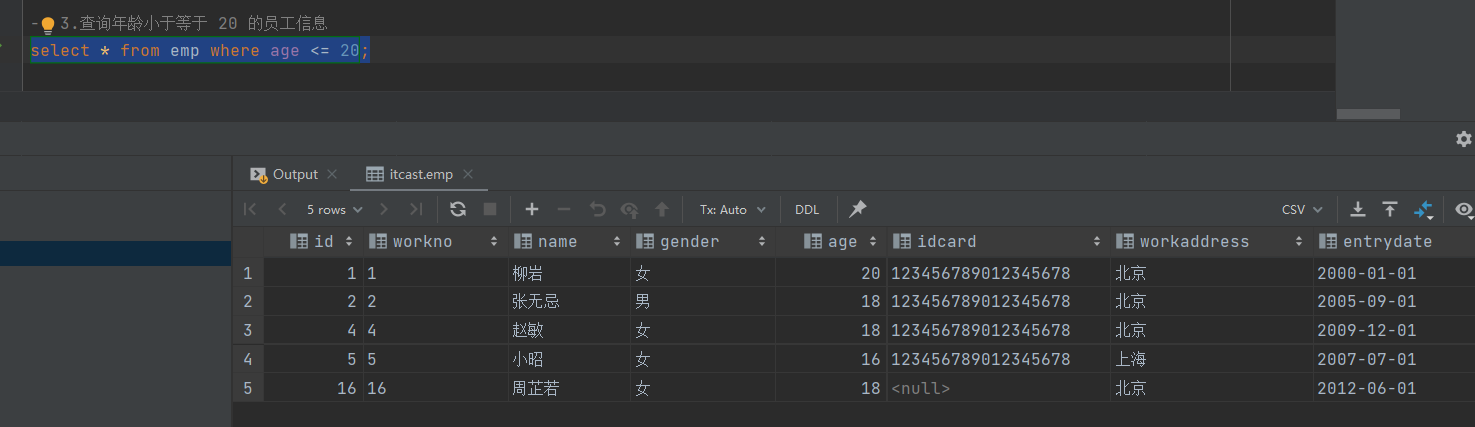 - 3.查询年龄小于等于 20 的员工信息
select * from emp where age <= 20;
Output itcast.emp
5 rows Tx: Auto DDL CSV
id workno name gender age idcard workaddress entrydate
1 1 1 柳岩 女 20 123456789012345678 北京 2000-01-01
2 2 2 张无忌 男 18 123456789012345678 北京 2005-09-01
3 4 4 赵敏 女 18 123456789012345678 北京 2009-12-01
4 5 5 小昭 女 16 123456789012345678 上海 2007-07-01
5 16 16 周芷若 女 18 <null> 北京 2012-06-01